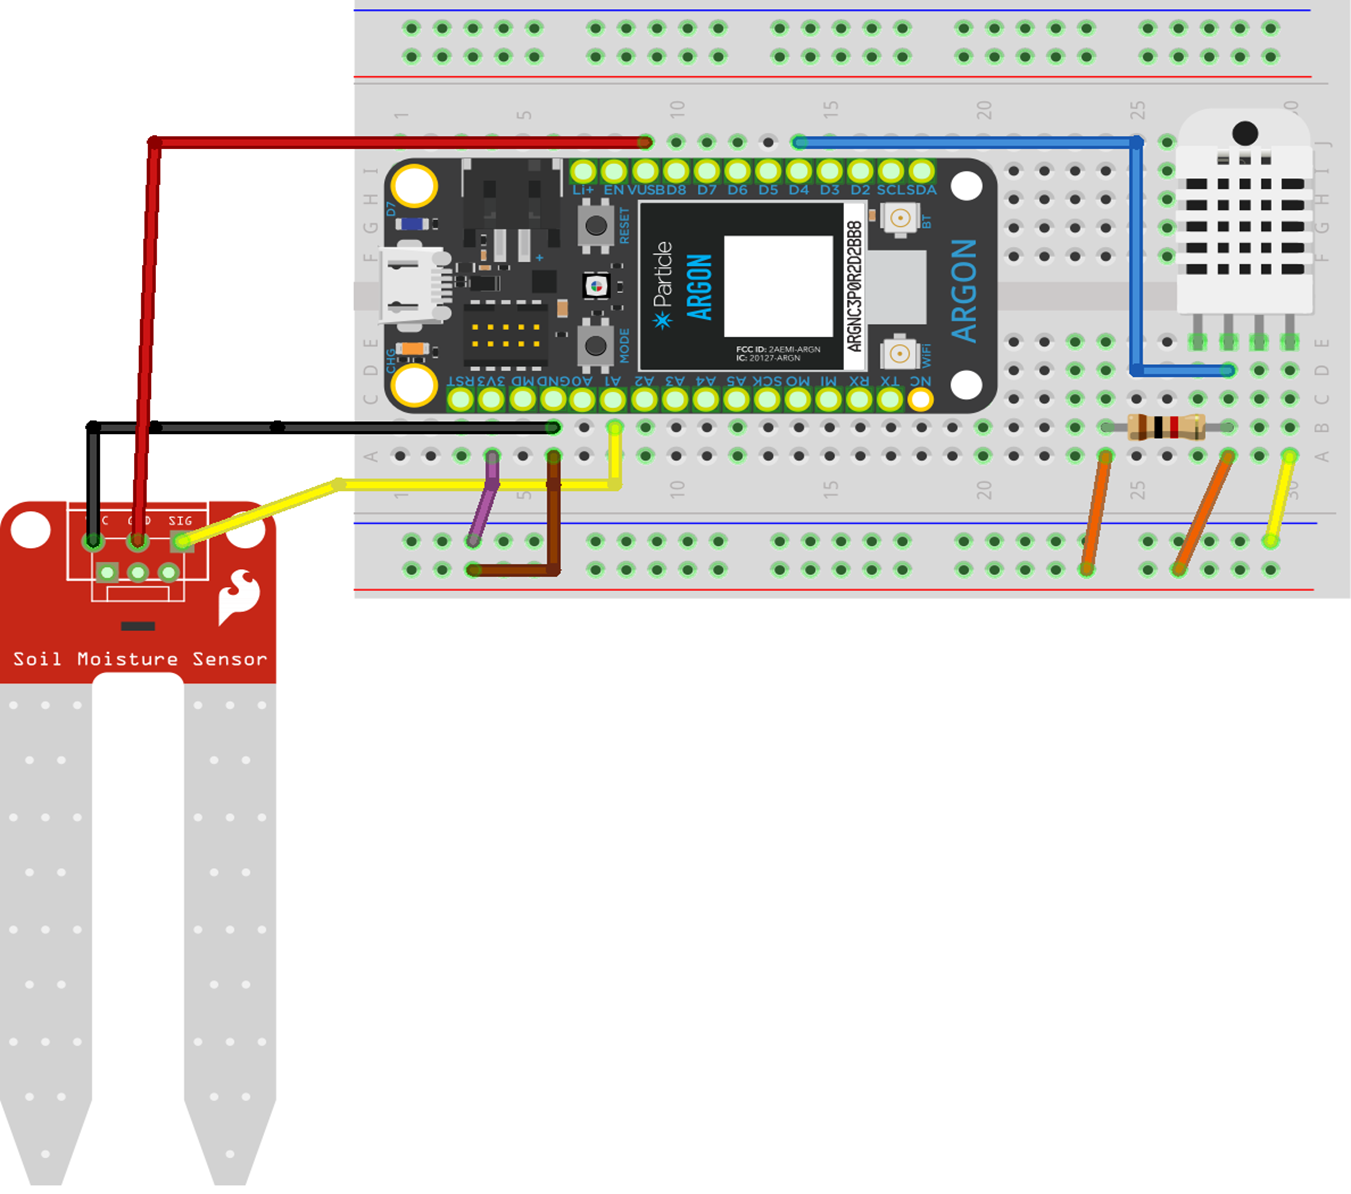 1 5 10 15 20 25 30
J
I
H
G
F
Li+ EN VUSB D8 D7 D6 D5 D4 D3 D2 SCL SDA
D7
RESET
BT
+
Particle
ARGON
ARGNC3P0R2D2BB8
ARGON
FCC ID: 2AEMI-ARGN
IC: 20127-ARGN
MODE
WiFi
CHG
E
D
C
RST 3V3 MD GND A0 A1 A2 A3 A4 A5 SCK MO MI RX TX NC
B
A
1 5 10 15 20 25 30
GND SIG
Soil Moisture Sensor